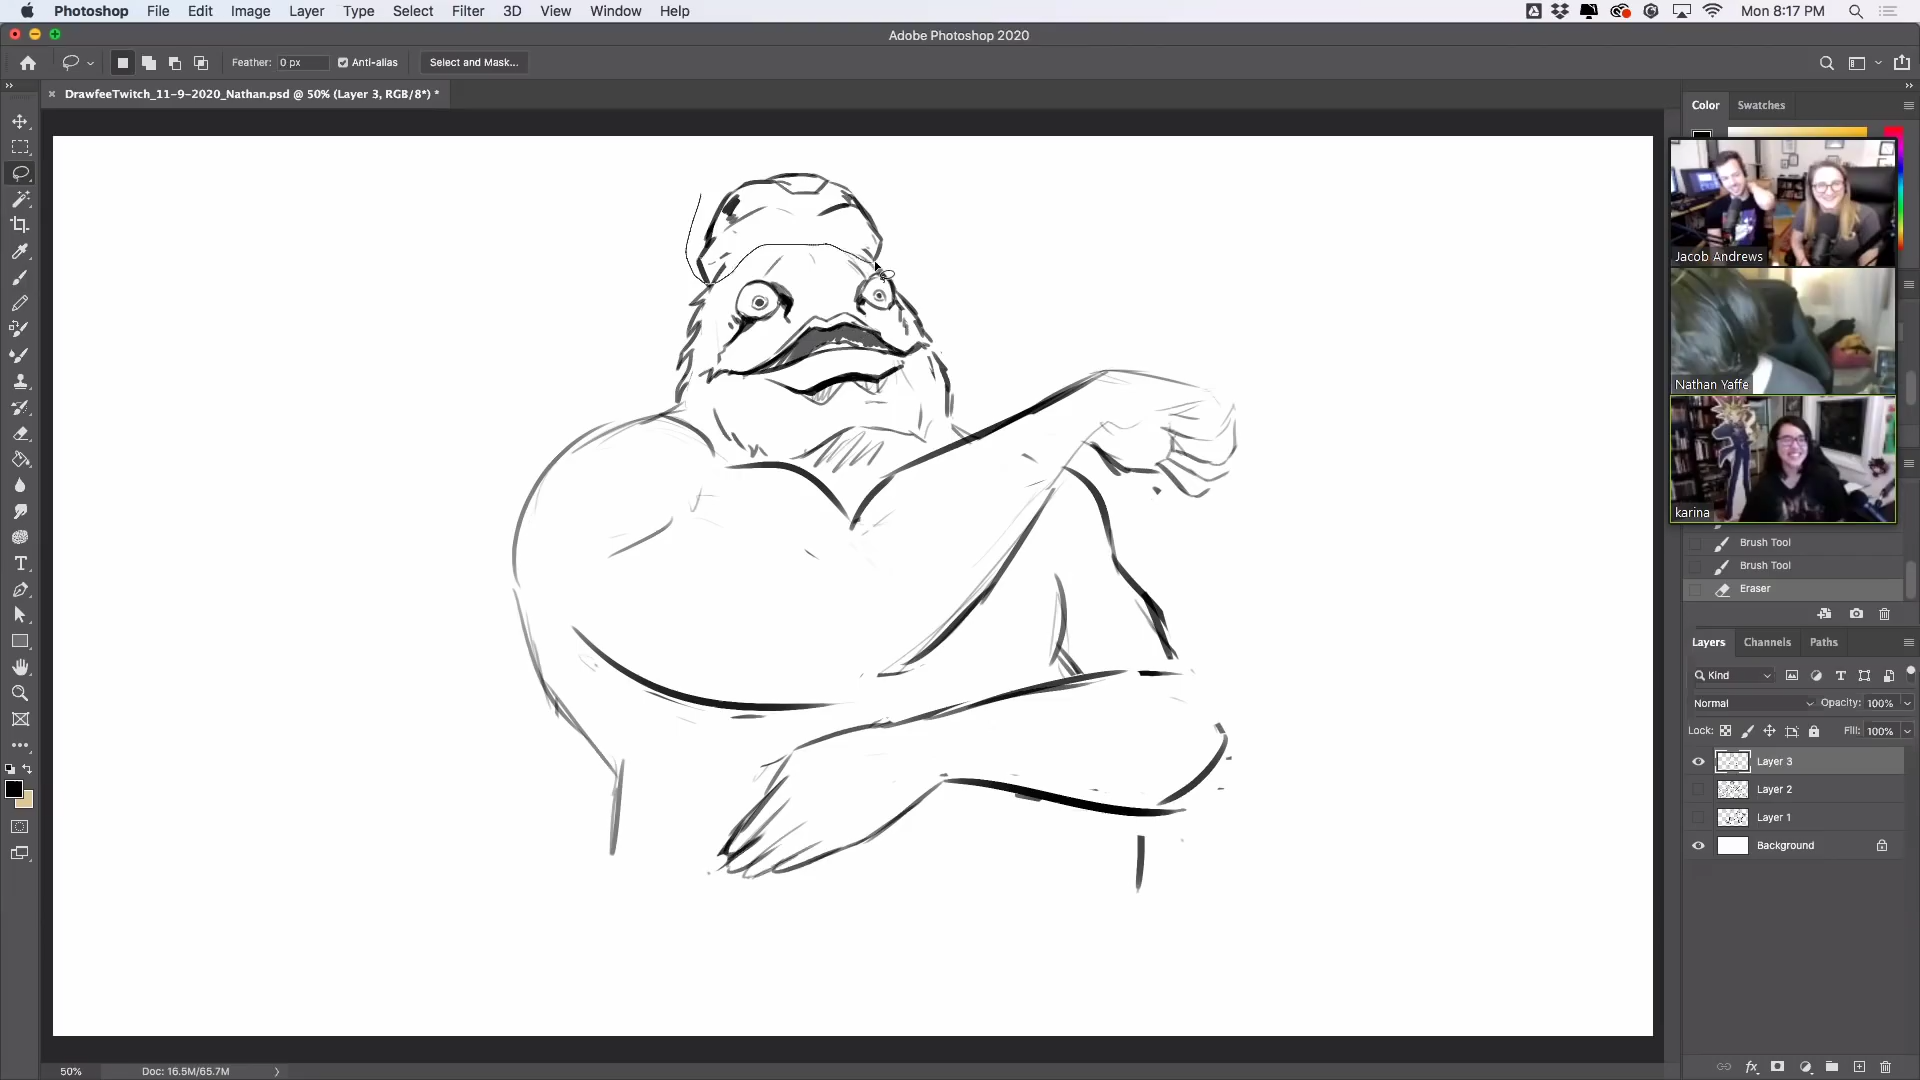 Photoshop File Edit Image Layer Type Select Filter 3D View Window Help Mon 8:17 PM
Adobe Photoshop 2020
Feather: 0 px Anti-alias Select and Mask...
DrawfeeTwitch_11-9-2020_Nathan.psd @ 50% (Layer 3, RGB/8*) *
Color Swatches
Jacob Andrews
Nathan Yaffe
karina
Brush Tool
Brush Tool
Eraser
Layers Channels Paths
Kind
Normal Opacity: 100%
Lock: Fill: 100%
Layer 3
Layer 2
Layer 1
Background
50% Doc: 16.5M/65.7M